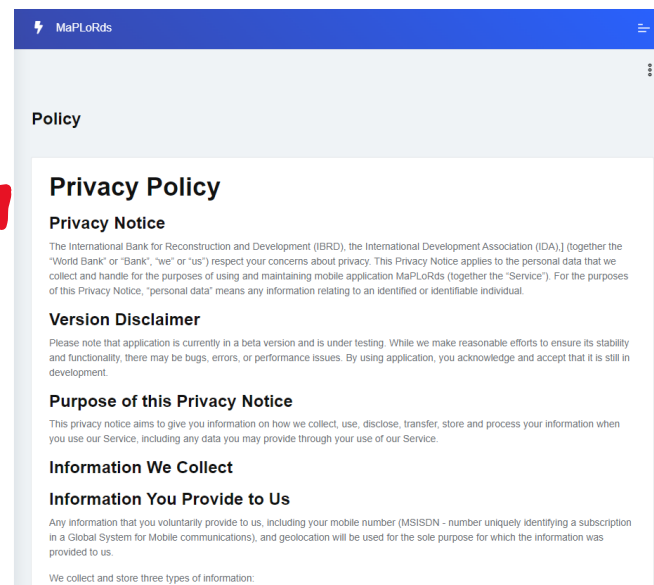 MaPLoRds
Policy
Privacy Policy
Privacy Notice
The International Bank for Reconstruction and Development (IBRD), the International Development Association (IDA),] (together the
“World Bank” or “Bank”, “we” or “us”) respect your concerns about privacy. This Privacy Notice applies to the personal data that we
collect and handle for the purposes of using and maintaining mobile application MaPLoRds (together the “Service”). For the purposes
of this Privacy Notice, “personal data” means any information relating to an identified or identifiable individual.
Version Disclaimer
Please note that application is currently in a beta version and is under testing. While we make reasonable efforts to ensure its stability
and functionality, there may be bugs, errors, or performance issues. By using application, you acknowledge and accept that it is still in
development.
Purpose of this Privacy Notice
This privacy notice aims to give you information on how we collect, use, disclose, transfer, store and process your information when
you use our Service, including any data you may provide through your use of our Service.
Information We Collect
Information You Provide to Us
Any information that you voluntarily provide to us, including your mobile number (MSISDN - number uniquely identifying a subscription
in a Global System for Mobile communications), and geolocation will be used for the sole purpose for which the information was
provided to us.
We collect and store three types of information: